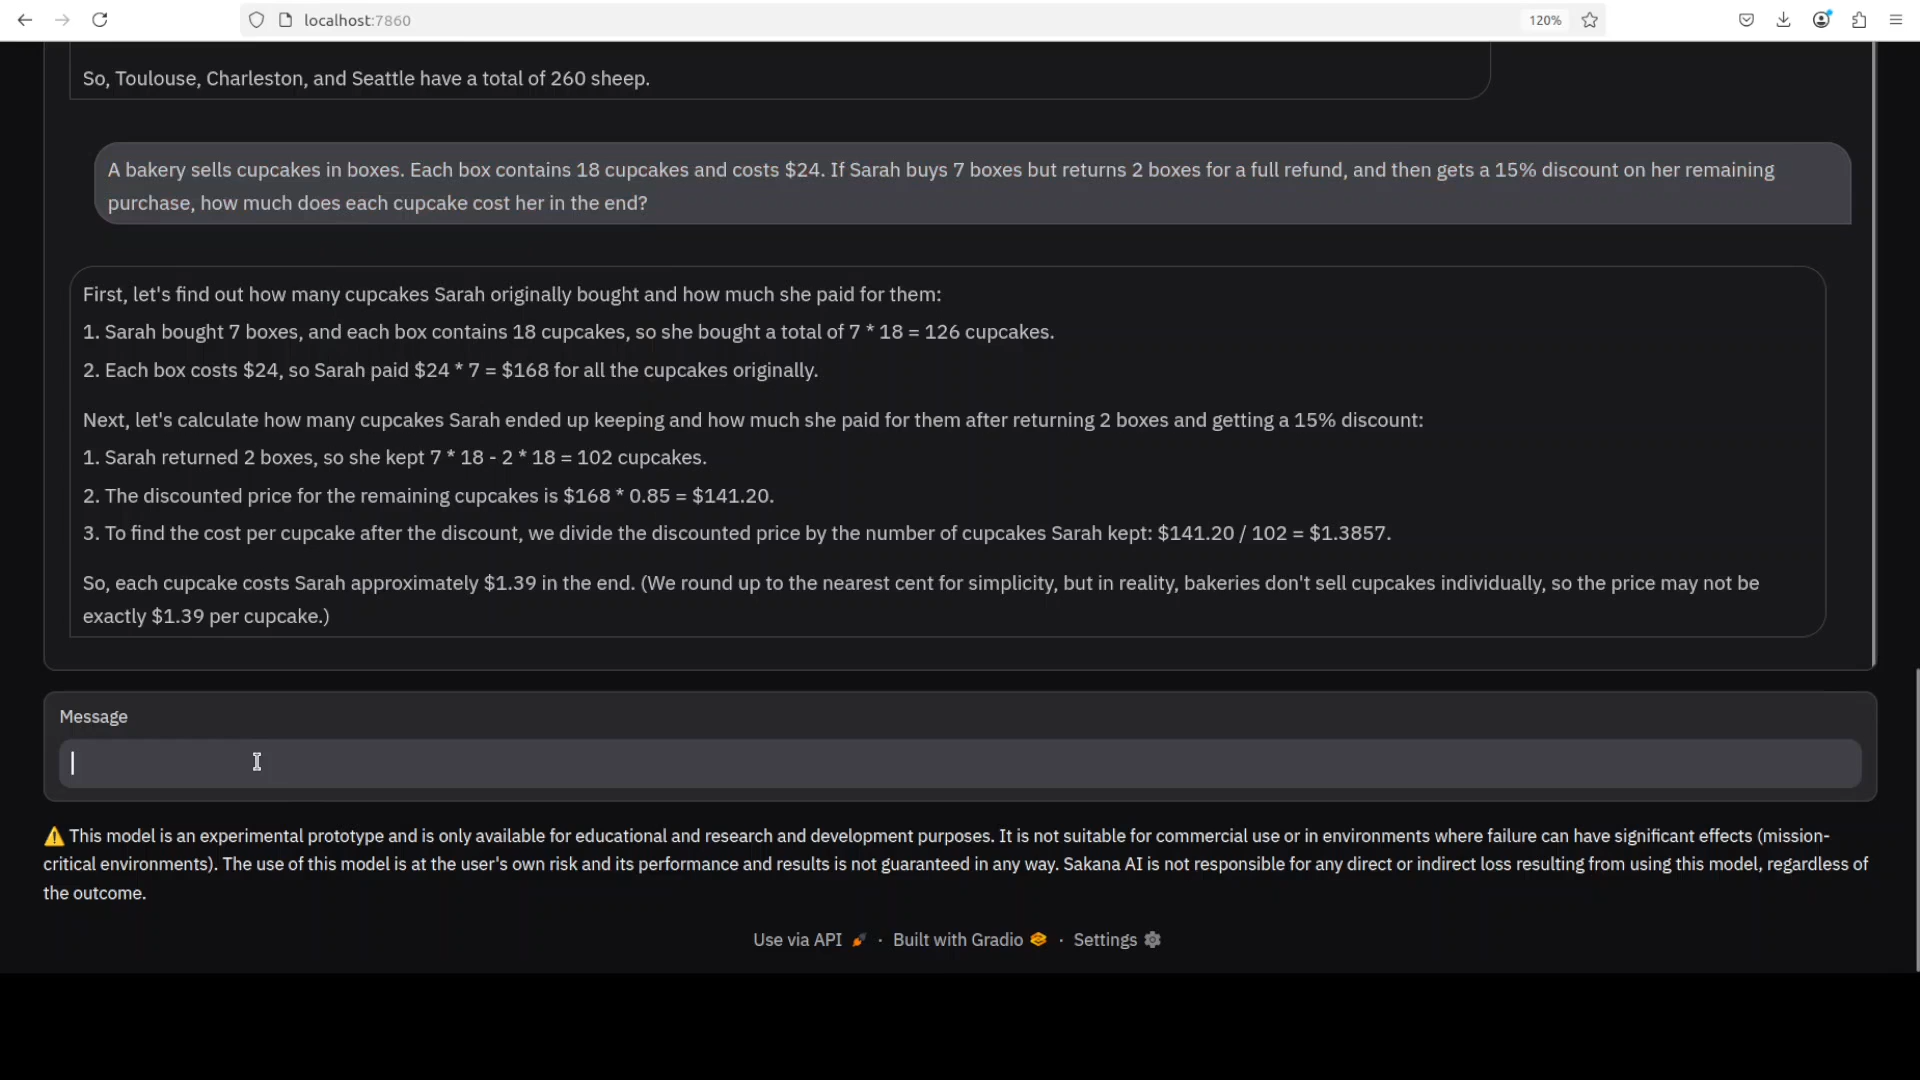 localhost:7860
120%
So, Toulouse, Charleston, and Seattle have a total of 260 sheep.
A bakery sells cupcakes in boxes. Each box contains 18 cupcakes and costs $24. If Sarah buys 7 boxes but returns 2 boxes for a full refund, and then gets a 15% discount on her remaining
purchase, how much does each cupcake cost her in the end?
First, let's find out how many cupcakes Sarah originally bought and how much she paid for them:
1. Sarah bought 7 boxes, and each box contains 18 cupcakes, so she bought a total of 7 * 18 = 126 cupcakes.
2. Each box costs $24, so Sarah paid $24 * 7 = $168 for all the cupcakes originally.
Next, let's calculate how many cupcakes Sarah ended up keeping and how much she paid for them after returning 2 boxes and getting a 15% discount:
1. Sarah returned 2 boxes, so she kept 7 * 18 - 2 * 18 = 102 cupcakes.
2. The discounted price for the remaining cupcakes is $168 * 0.85 = $141.20.
3. To find the cost per cupcake after the discount, we divide the discounted price by the number of cupcakes Sarah kept: $141.20 / 102 = $1.3857.
So, each cupcake costs Sarah approximately $1.39 in the end. (We round up to the nearest cent for simplicity, but in reality, bakeries don't sell cupcakes individually, so the price may not be
exactly $1.39 per cupcake.)
Message
⚠️ This model is an experimental prototype and is only available for educational and research and development purposes. It is not suitable for commercial use or in environments where failure can have significant effects (mission-
critical environments). The use of this model is at the user's own risk and its performance and results is not guaranteed in any way. Sakana AI is not responsible for any direct or indirect loss resulting from using this model, regardless of
the outcome.
Use via API · Built with Gradio · Settings